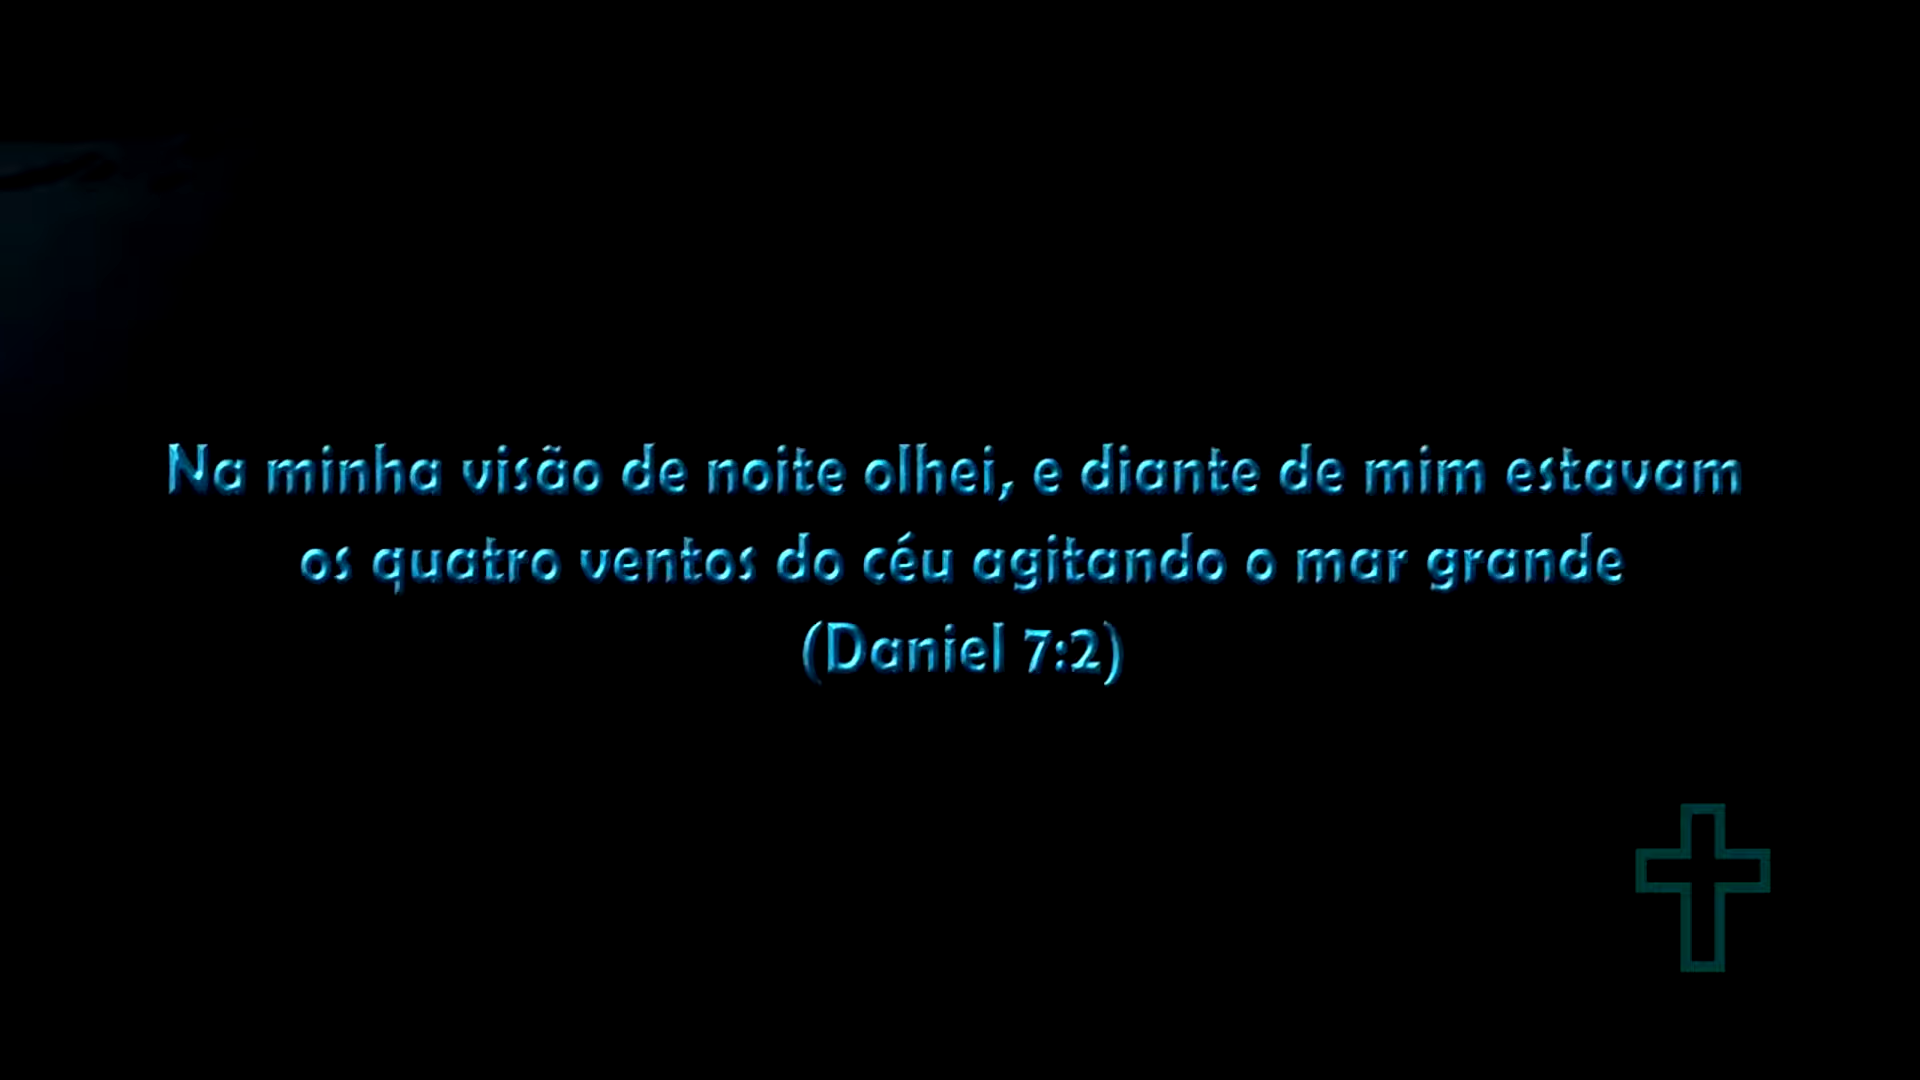 Na minha visão de noite olhei, e diante de mim estavam
os quatro ventos do céu agitando o mar grande
(Daniel 7:2)